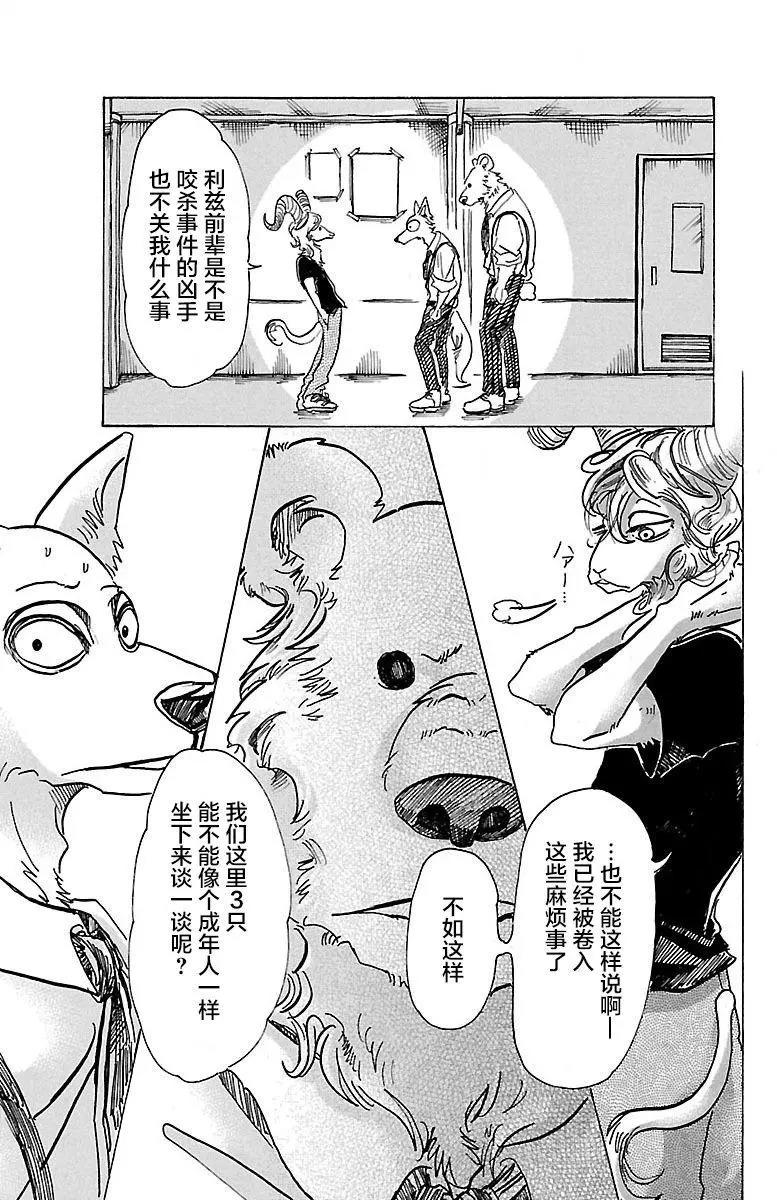 利兹前辈是不是
咬杀事件的凶手
也不关我什么事
ハァー…
…也不能这样说啊ー
我已经被卷入
这些麻烦事了
不如这样
我们这里3只
能不能像个成年人一样
坐下来谈一谈呢?